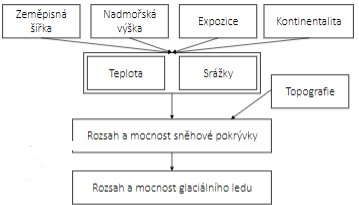 Zeměpisná
šířka
Nadmořská
výška
Expozice
Kontinentalita
Teplota
Srážky
Topografie
Rozsah a mocnost sněhové pokrývky
Rozsah a mocnost glaciálního ledu